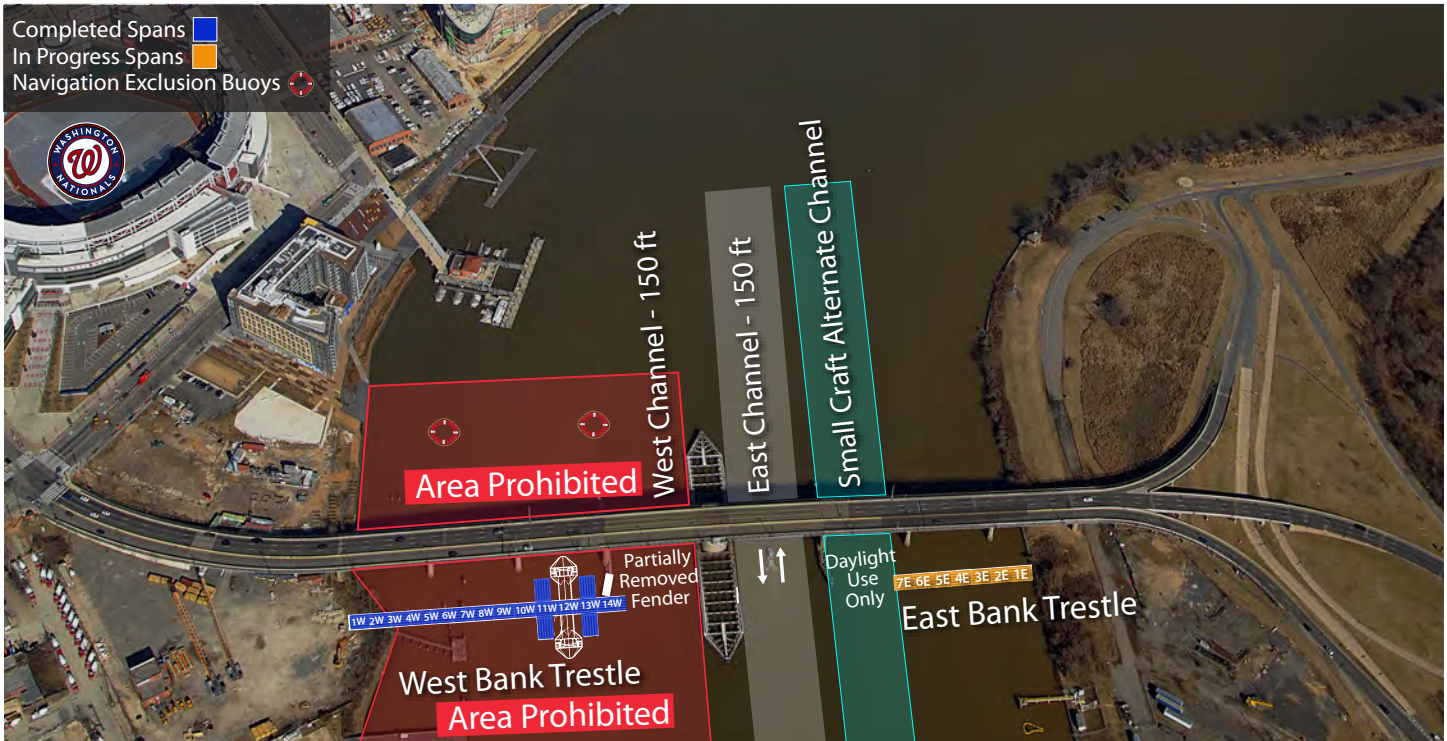 Completed Spans
In Progress Spans
Navigation Exclusion Buoys
WASHINGTON
W
NATIONALS
West Channel - 150 ft
East Channel - 150 ft
Small Craft Alternate Channel
Area Prohibited
Partially
Removed
Fender
Daylight
Use
Only
1W 2W 3W 4W 5W 6W 7W 8W 9W 10W 11W 12W 13W 14W
7E 6E 5E 4E 3E 2E 1E
East Bank Trestle
West Bank Trestle
Area Prohibited